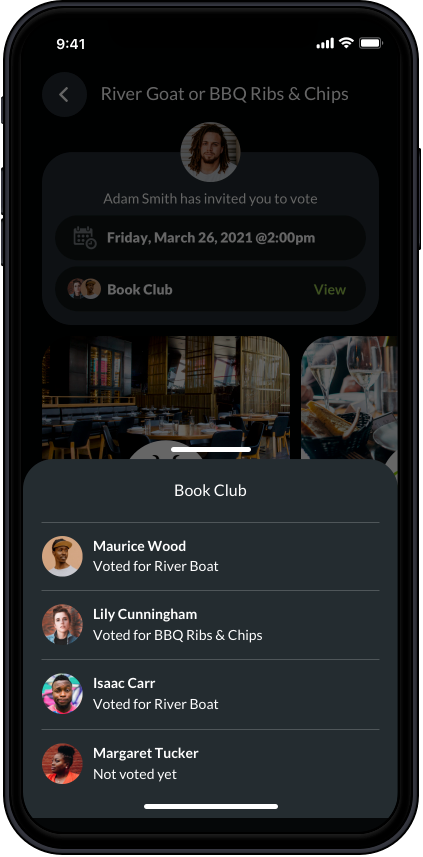 9:41
River Goat or BBQ Ribs & Chips
Adam Smith has invited you to vote
Friday, March 26, 2021 @2:00pm
Book Club View
Book Club
Maurice Wood
Voted for River Boat
Lily Cunningham
Voted for BBQ Ribs & Chips
Isaac Carr
Voted for River Boat
Margaret Tucker
Not voted yet